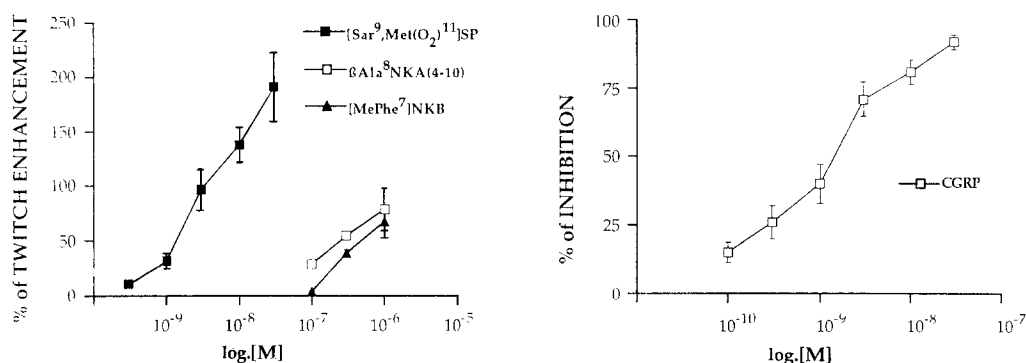 % of TWITCH ENHANCEMENT
250
200
150
100
50
0
10⁻⁹
10⁻⁸
10⁻⁷
10⁻⁶
10⁻⁵
log.[M]
[Sar⁹,Met(O₂)¹¹]SP
ßAla⁸NKA(4-10)
[MePhe⁷]NKB
% of INHIBITION
100
75
50
25
0
10⁻¹⁰
10⁻⁹
10⁻⁸
10⁻⁷
log.[M]
CGRP